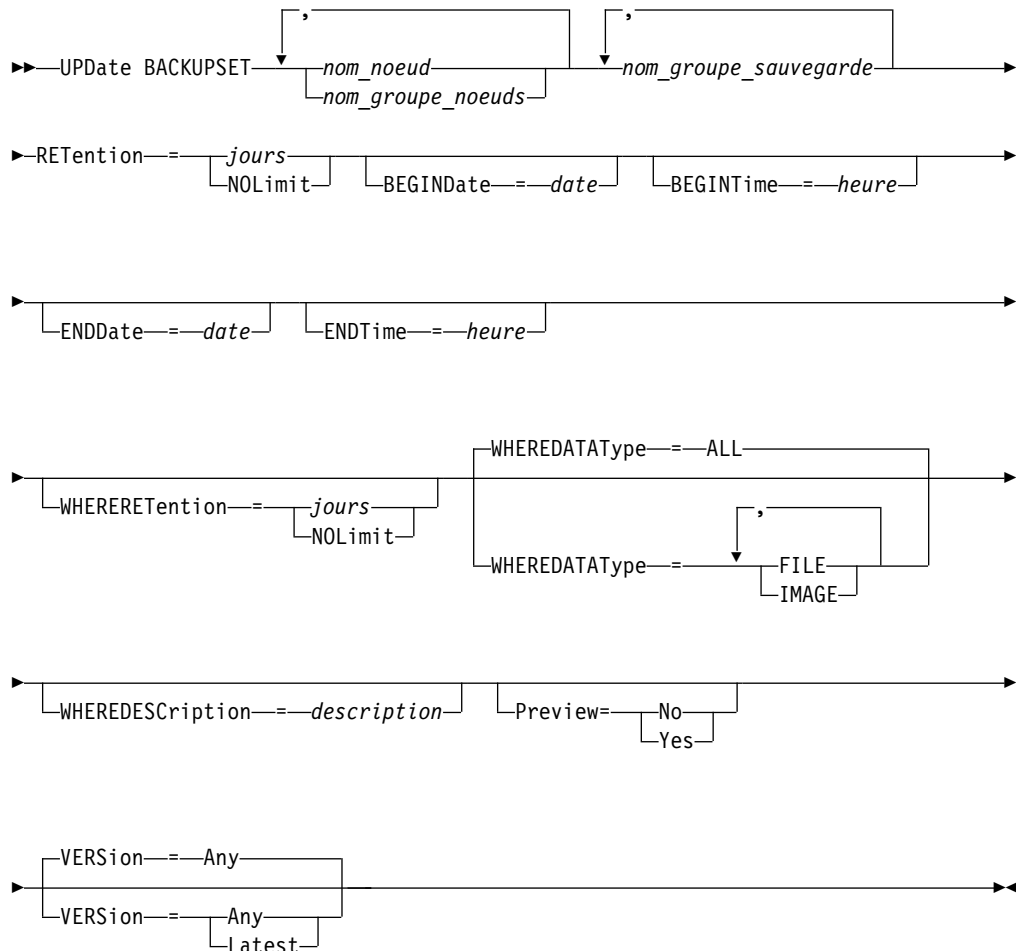 , ,
UPDate BACKUPSET nom_noeud nom_groupe_sauvegarde
nom_groupe_noeuds
RETention = jours BEGINDate = date BEGINTime = heure
NOLimit
ENDDate = date ENDTime = heure
WHEREDATAType = ALL
WHERERETention = jours
NOLimit
,
WHEREDATAType = FILE
IMAGE
WHEREDESCription = description Preview= No
Yes
VERSion = Any
VERSion = Any
Latest